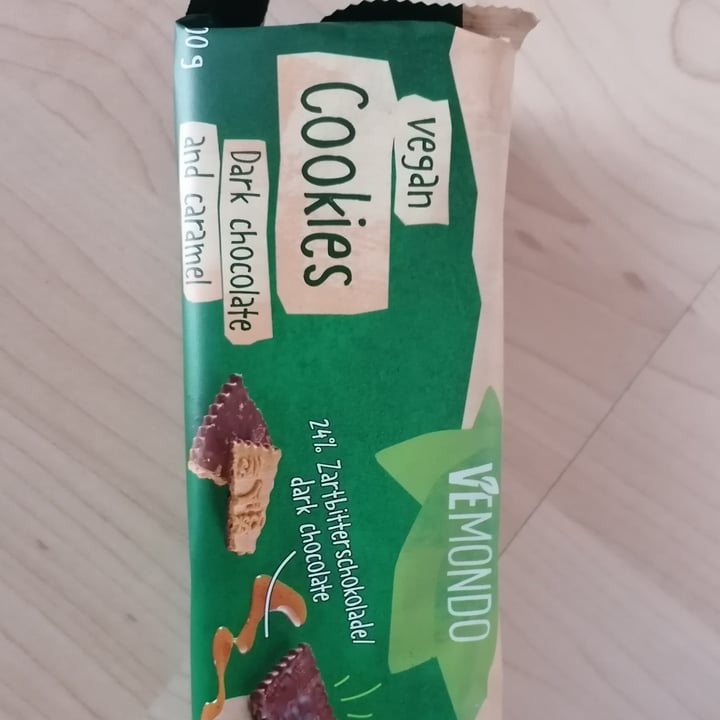 VEMONDO
vegan
Cookies
Dark chocolate
and caramel
24% Zartbitterschokolade/
dark chocolate